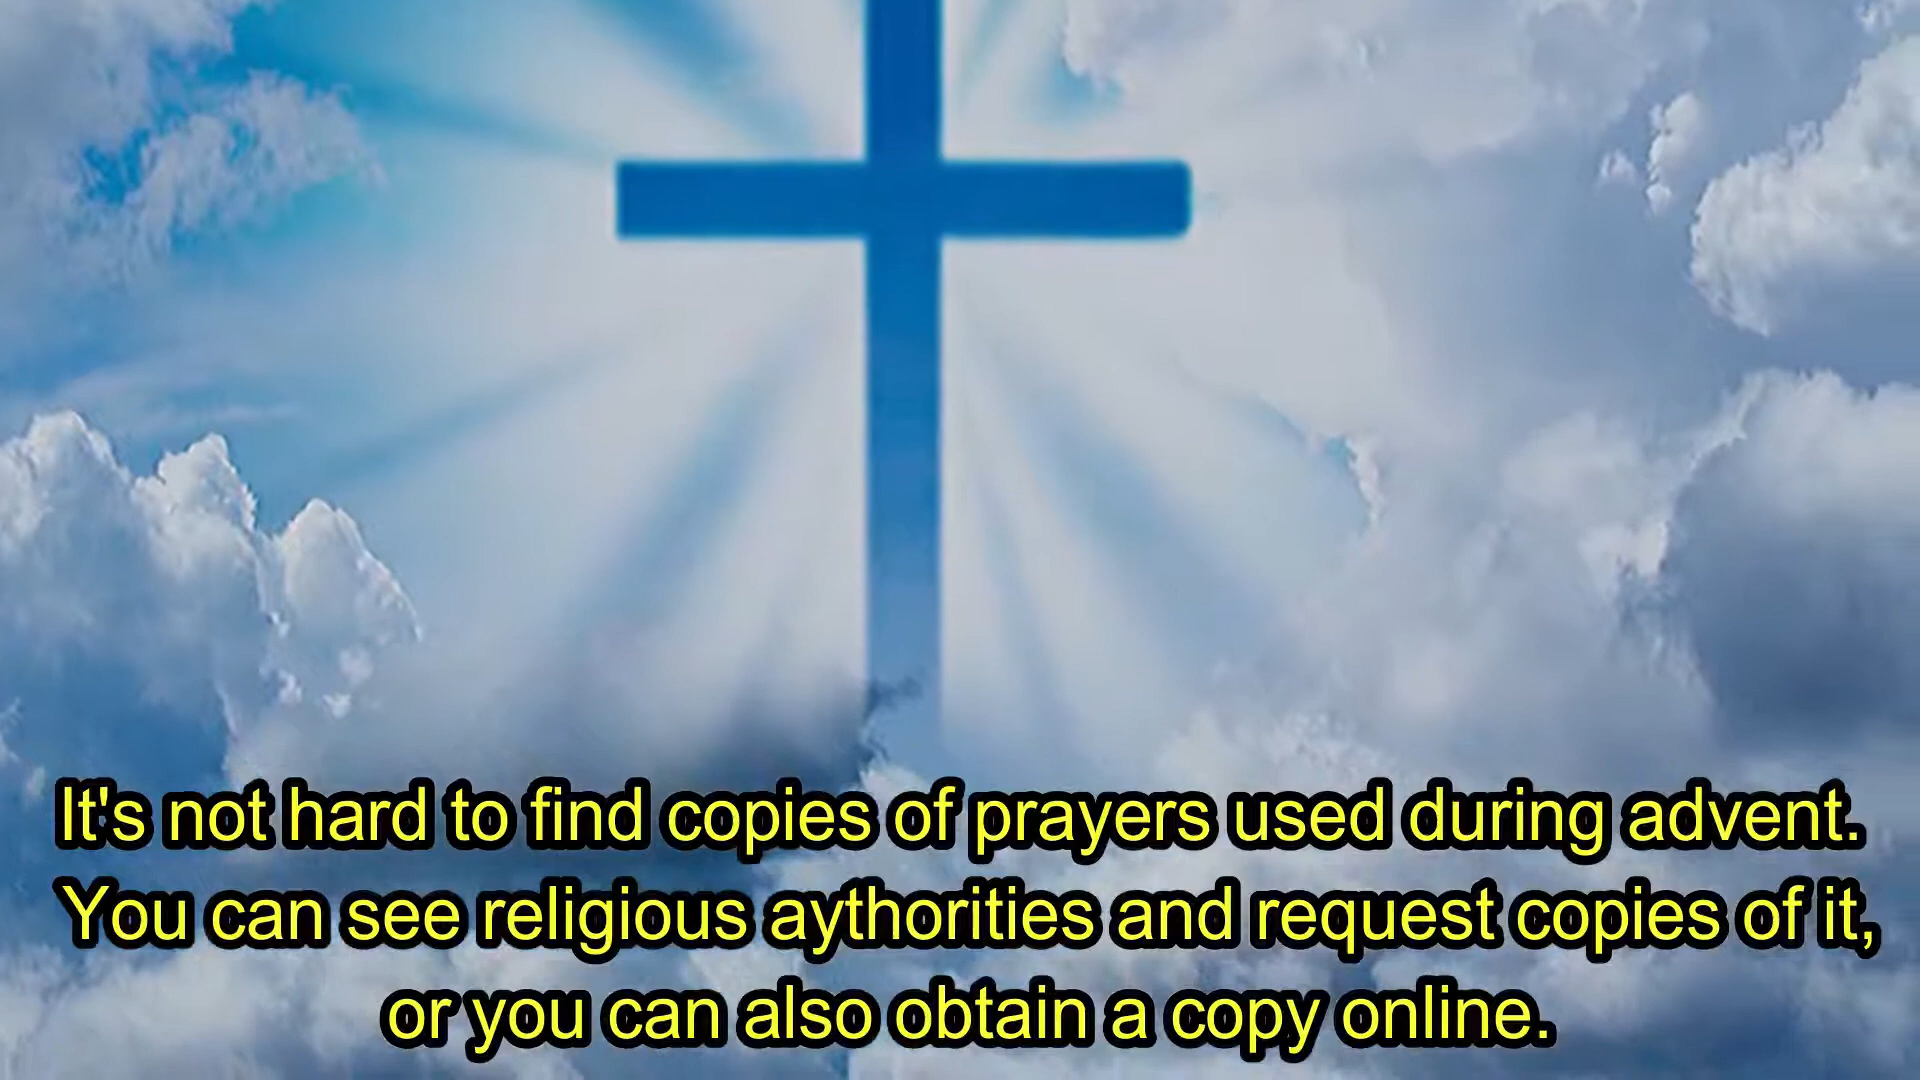 It's not hard to find copies of prayers used during advent.
You can see religious aythorities and request copies of it,
or you can also obtain a copy online.